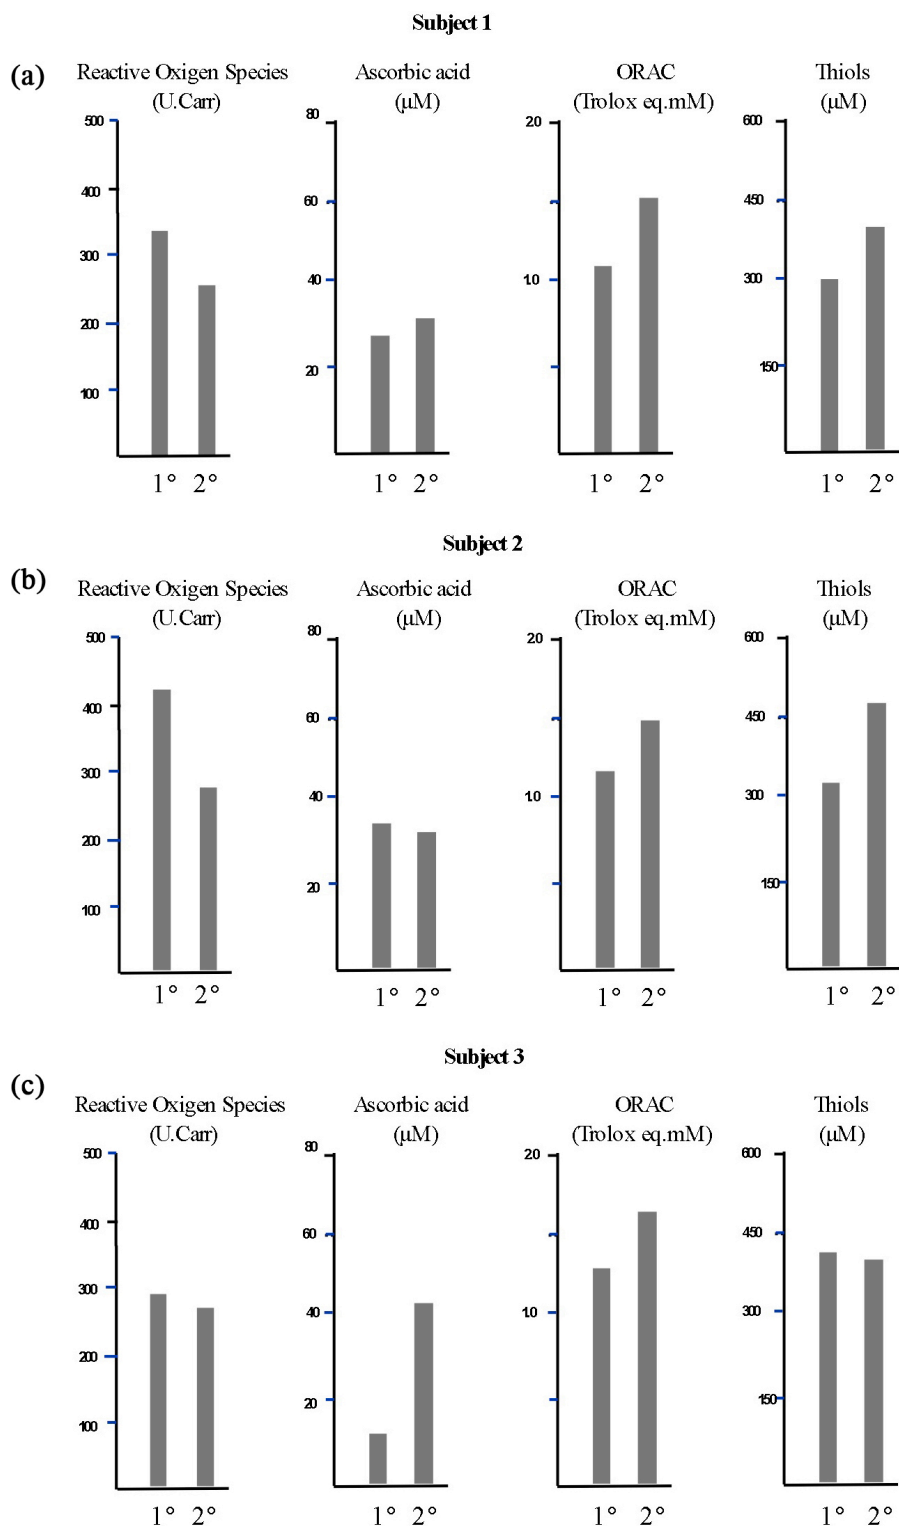 Subject 1
(a)
Reactive Oxigen Species
(U.Carr)
500
400
300
200
100
1° 2°
Ascorbic acid
(μM)
80
60
40
20
1° 2°
ORAC
(Trolox eq.mM)
20
1.0
1° 2°
Thiols
(μM)
600
450
300
150
1° 2°
Subject 2
(b)
Reactive Oxigen Species
(U.Carr)
500
400
300
200
100
1° 2°
Ascorbic acid
(μM)
80
60
40
20
1° 2°
ORAC
(Trolox eq.mM)
20
1.0
1° 2°
Thiols
(μM)
600
450
300
150
1° 2°
Subject 3
(c)
Reactive Oxigen Species
(U.Carr)
500
400
300
200
100
1° 2°
Ascorbic acid
(μM)
80
60
40
20
1° 2°
ORAC
(Trolox eq.mM)
20
1.0
1° 2°
Thiols
(μM)
600
450
300
150
1° 2°